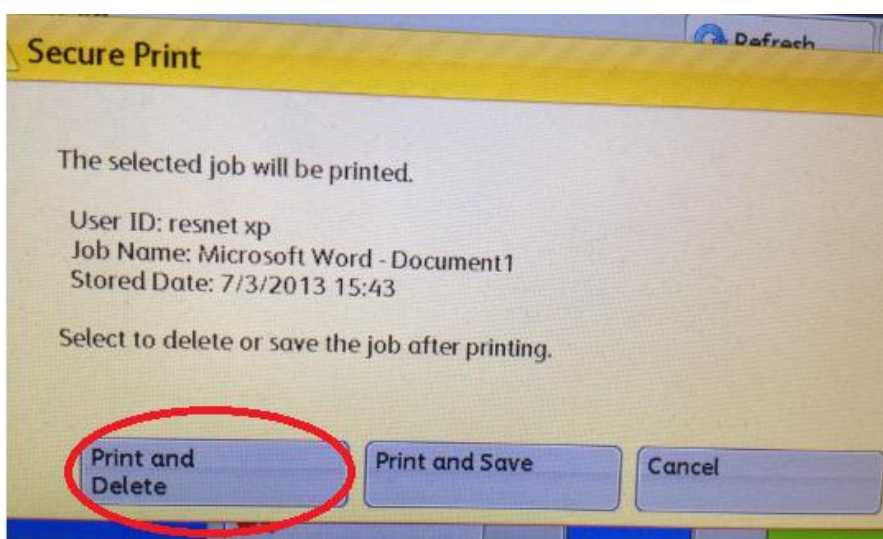 Refresh
Secure Print
The selected job will be printed.
User ID: resnet xp
Job Name: Microsoft Word - Document1
Stored Date: 7/3/2013 15:43
Select to delete or save the job after printing.
Print and
Delete
Print and Save
Cancel